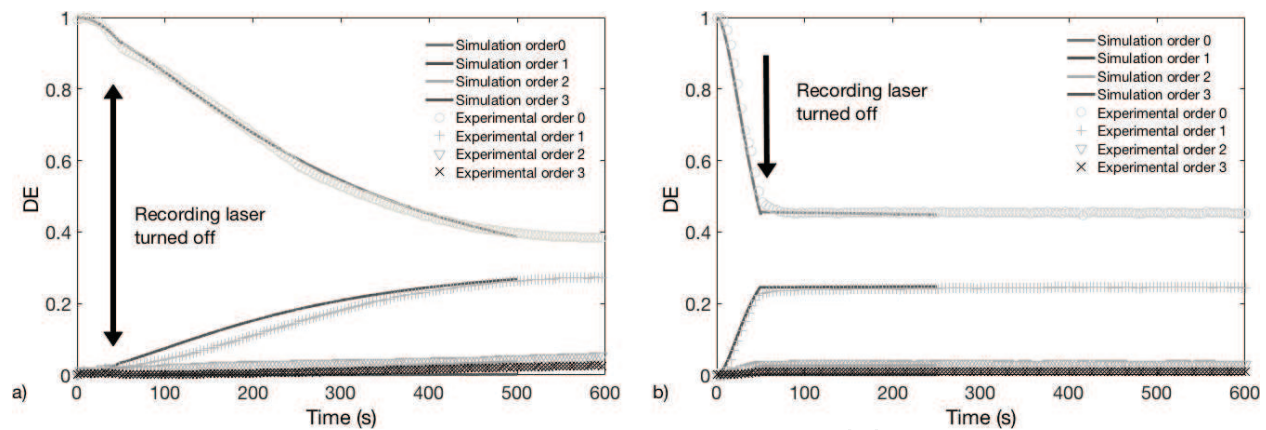 1
0.8
0.6
0.4
0.2
0
DE
Simulation order0
Simulation order 1
Simulation order 2
Simulation order 3
Experimental order 0
Experimental order 1
Experimental order 2
Experimental order 3
Recording laser
turned off
0 100 200 300 400 500 600
a)
Time (s)
1
0.8
0.6
0.4
0.2
0
DE
Simulation order 0
Simulation order 1
Simulation order 2
Simulation order 3
Experimental order 0
Experimental order 1
Experimental order 2
Experimental order 3
Recording laser
turned off
0 100 200 300 400 500 600
b)
Time (s)